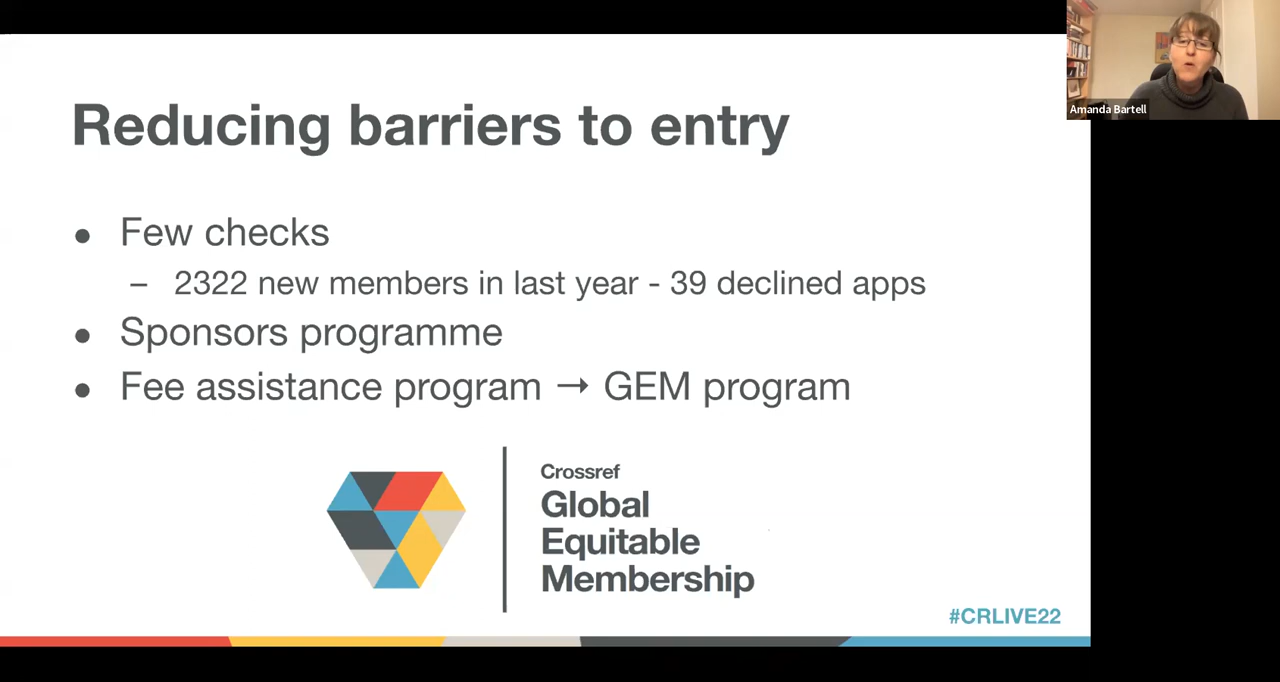 Reducing barriers to entry
● Few checks
– 2322 new members in last year - 39 declined apps
● Sponsors programme
● Fee assistance program → GEM program
Crossref
Global
Equitable
Membership
#CRLIVE22
Amanda Bartell